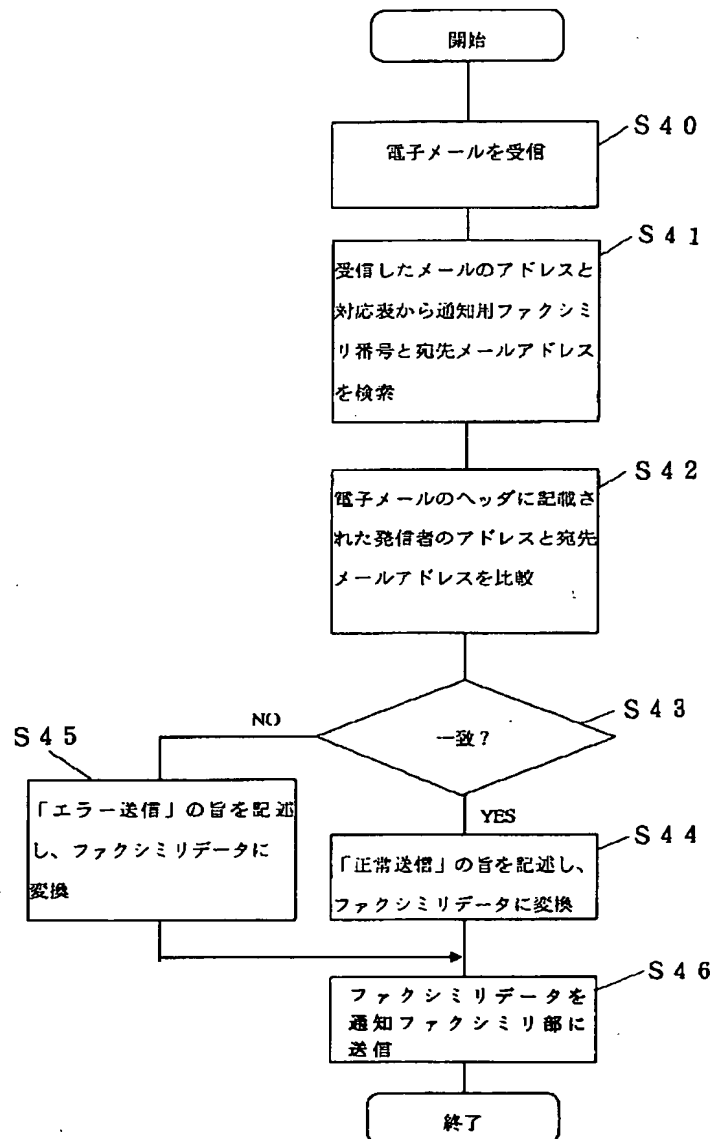 開始
S40
電子メールを受信
S41
受信したメールのアドレスと
対応表から通知用ファクシミ
リ番号と宛先メールアドレス
を検索
S42
電子メールのヘッダに記載さ
れた発信者のアドレスと宛先
メールアドレスを比較
S43
一致?
NO
YES
S45
「エラー送信」の旨を記述
し、ファクシミリデータに
変換
S44
「正常送信」の旨を記述し、
ファクシミリデータに変換
S46
ファクシミリデータを
通知ファクシミリ部に
送信
終了